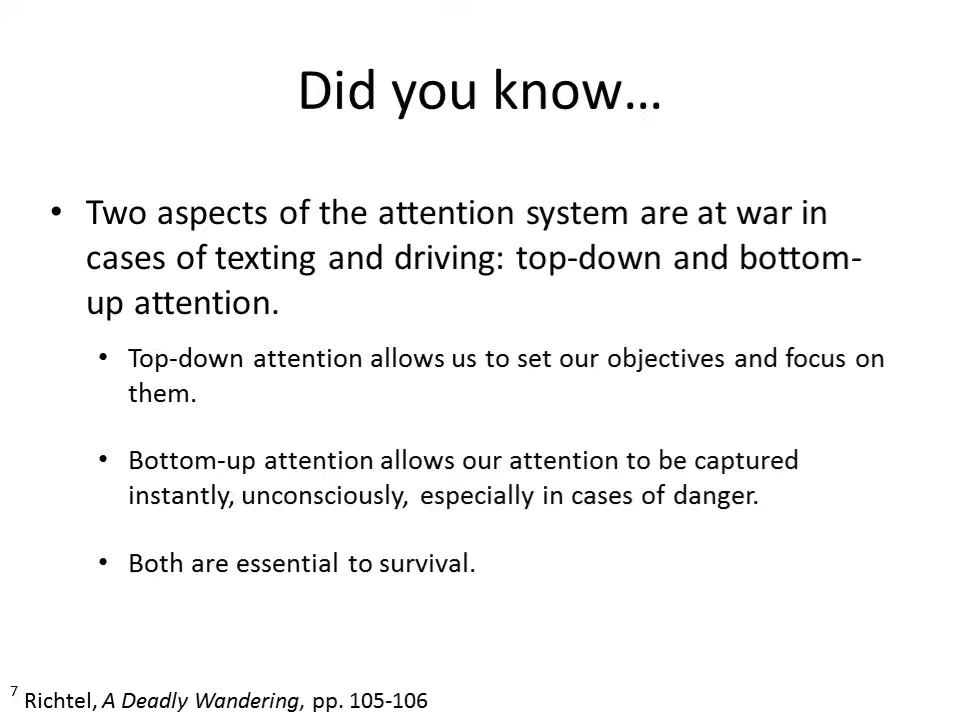 Did you know…
• Two aspects of the attention system are at war in
cases of texting and driving: top-down and bottom-
up attention.
• Top-down attention allows us to set our objectives and focus on
them.
• Bottom-up attention allows our attention to be captured
instantly, unconsciously, especially in cases of danger.
• Both are essential to survival.
7 Richtel, A Deadly Wandering, pp. 105-106